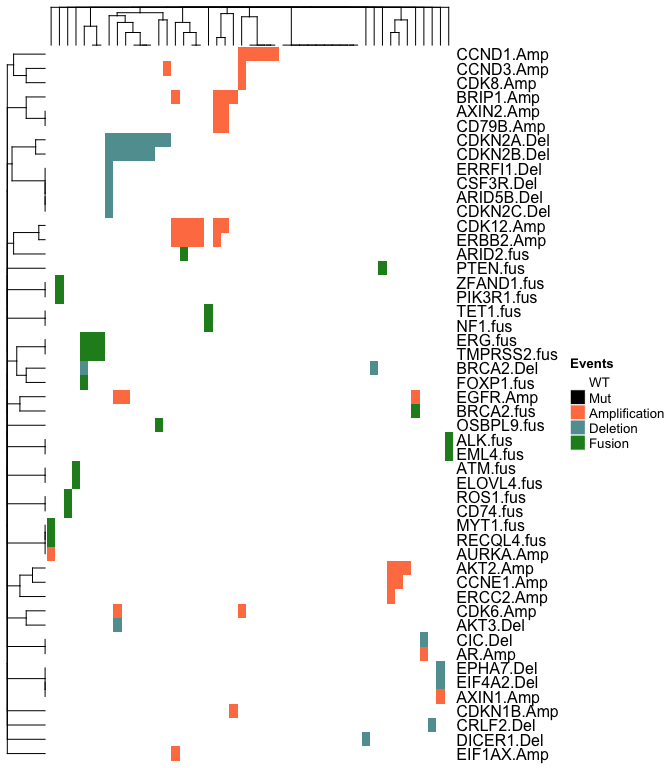 CCND1.Amp
CCND3.Amp
CDK8.Amp
BRIP1.Amp
AXIN2.Amp
CD79B.Amp
CDKN2A.Del
CDKN2B.Del
ERRFI1.Del
CSF3R.Del
ARID5B.Del
CDKN2C.Del
CDK12.Amp
ERBB2.Amp
ARID2.fus
PTEN.fus
ZFAND1.fus
PIK3R1.fus
TET1.fus
NF1.fus
ERG.fus
TMPRSS2.fus
BRCA2.Del
FOXP1.fus
EGFR.Amp
BRCA2.fus
OSBPL9.fus
ALK.fus
EML4.fus
ATM.fus
ELOVL4.fus
ROS1.fus
CD74.fus
MYT1.fus
RECQL4.fus
AURKA.Amp
AKT2.Amp
CCNE1.Amp
ERCC2.Amp
CDK6.Amp
AKT3.Del
CIC.Del
AR.Amp
EPHA7.Del
EIF4A2.Del
AXIN1.Amp
CDKN1B.Amp
CRLF2.Del
DICER1.Del
EIF1AX.Amp
Events
WT
Mut
Amplification
Deletion
Fusion